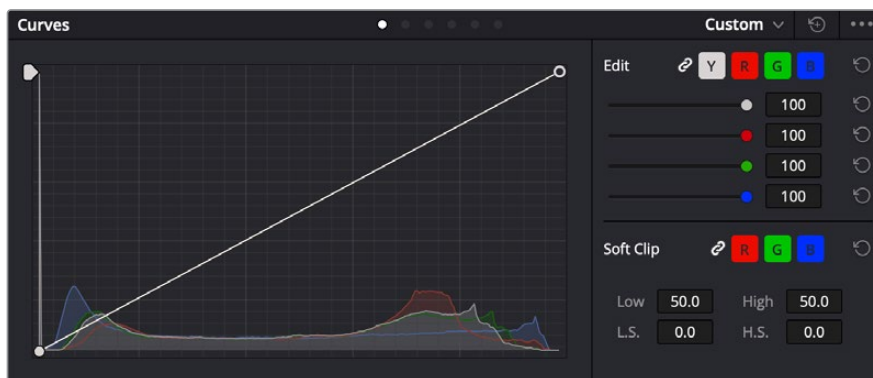 Curves
Custom
Edit
Y R G B
100
100
100
100
Soft Clip
R G B
Low 50.0 High 50.0
L.S. 0.0 H.S. 0.0